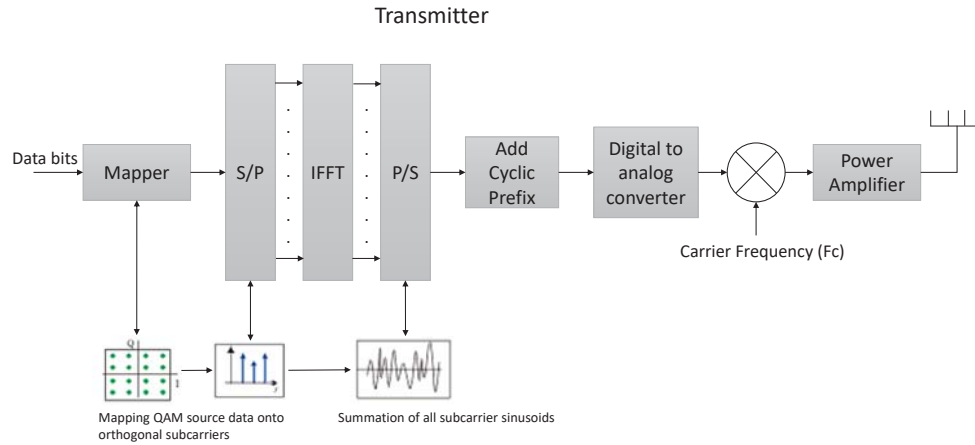 Transmitter
Data bits
Mapper
S/P
IFFT
P/S
Add
Cyclic
Prefix
Digital to
analog
converter
Power
Amplifier
Carrier Frequency (Fc)
Q
I
f
Mapping QAM source data onto
orthogonal subcarriers
Summation of all subcarrier sinusoids